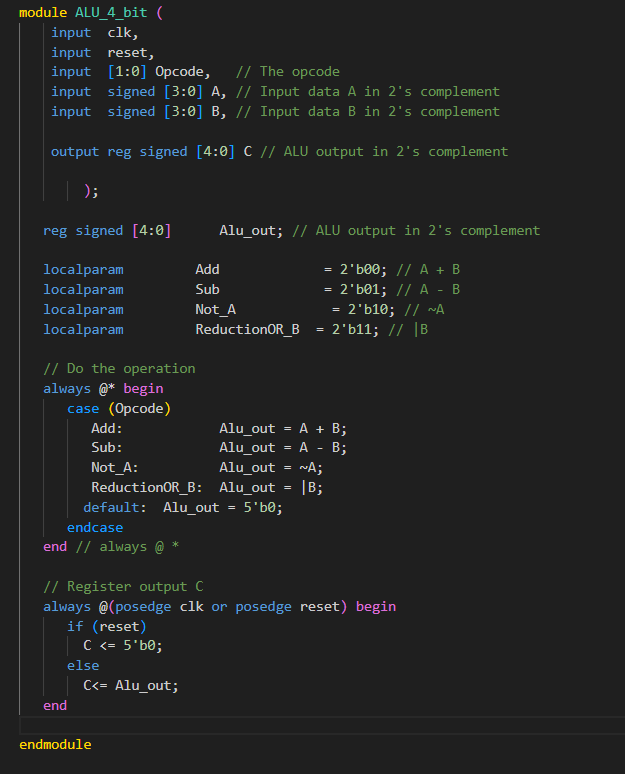 module ALU_4_bit (
input  clk,
input  reset,
input  [1:0] Opcode,   // The opcode
input  signed [3:0] A, // Input data A in 2's complement
input  signed [3:0] B, // Input data B in 2's complement
output reg signed [4:0] C // ALU output in 2's complement
);
reg signed [4:0]      Alu_out; // ALU output in 2's complement
localparam         Add             = 2'b00; // A + B
localparam         Sub             = 2'b01; // A - B
localparam         Not_A            = 2'b10; // ~A
localparam         ReductionOR_B  = 2'b11; // |B
// Do the operation
always @* begin
case (Opcode)
Add:            Alu_out = A + B;
Sub:            Alu_out = A - B;
Not_A:          Alu_out = ~A;
ReductionOR_B:  Alu_out = |B;
default:  Alu_out = 5'b0;
endcase
end // always @ *
// Register output C
always @(posedge clk or posedge reset) begin
if (reset)
C <= 5'b0;
else
C<= Alu_out;
end
endmodule